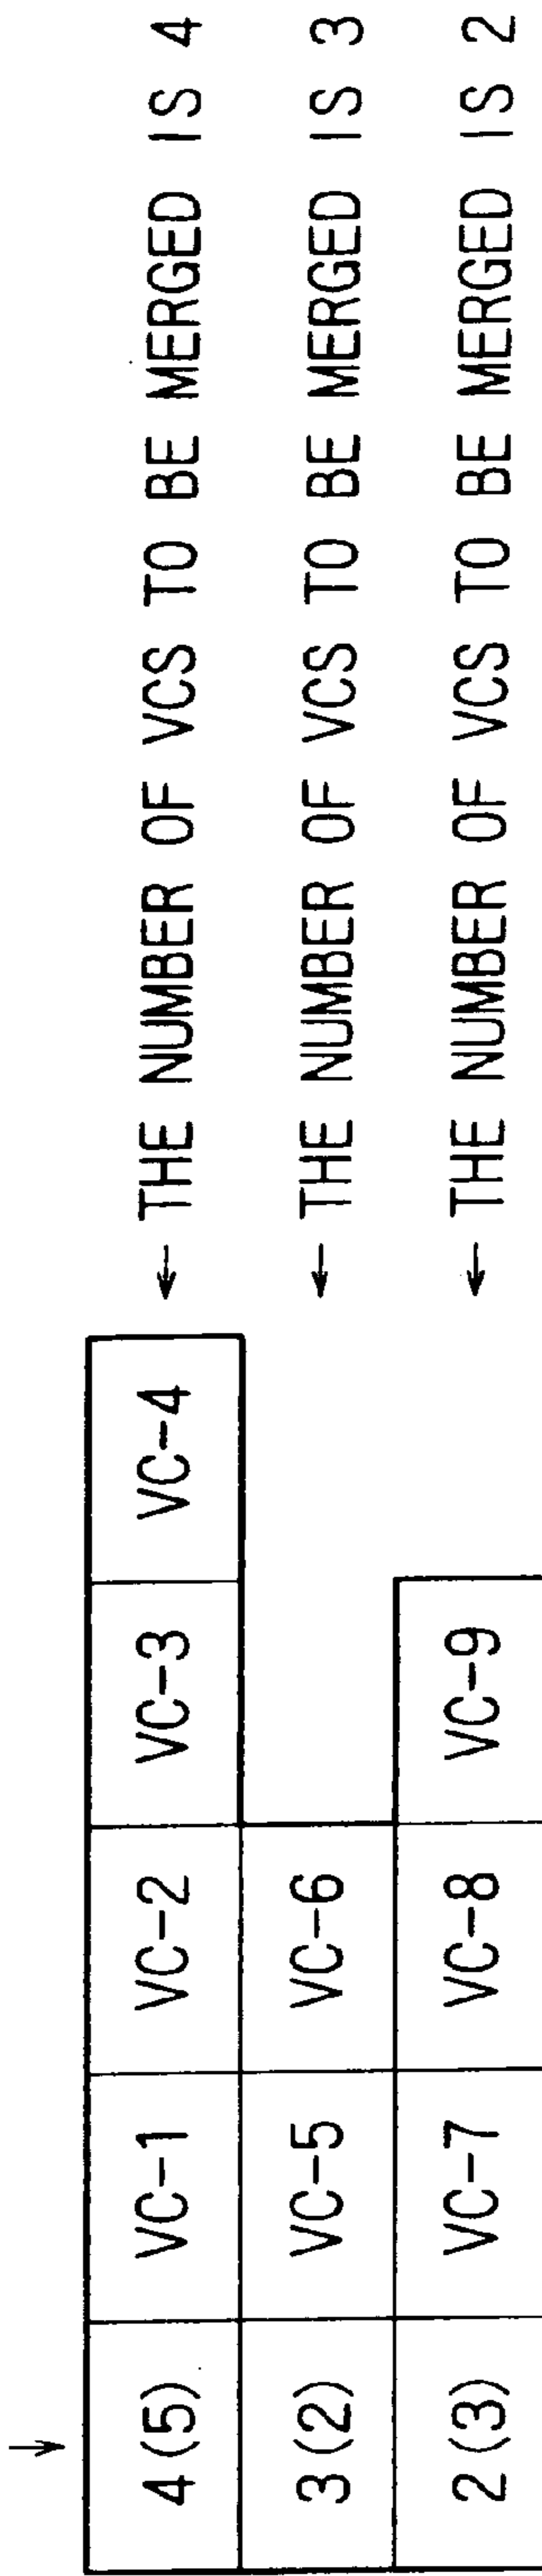 ↓
4(5) VC-1 VC-2 VC-3 VC-4 ← THE NUMBER OF VCS TO BE MERGED IS 4
3(2) VC-5 VC-6 ← THE NUMBER OF VCS TO BE MERGED IS 3
2(3) VC-7 VC-8 VC-9 ← THE NUMBER OF VCS TO BE MERGED IS 2